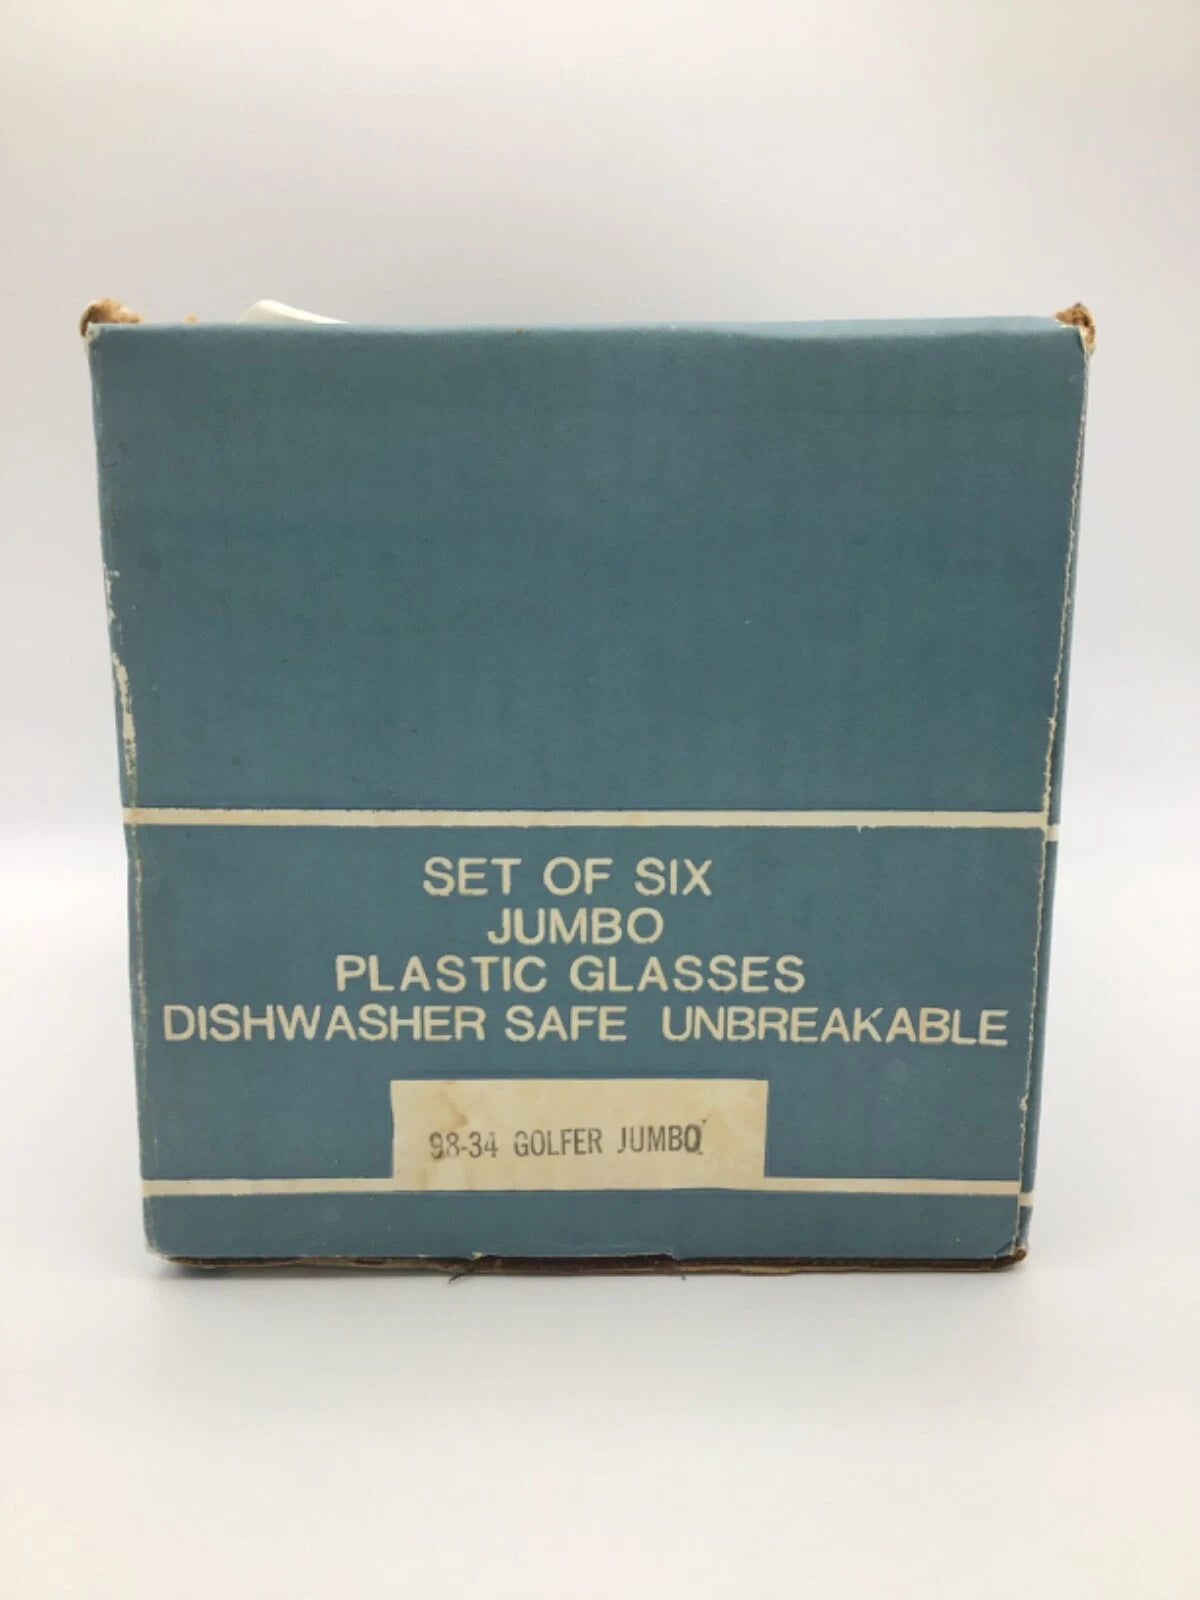 SET OF SIX
JUMBO
PLASTIC GLASSES
DISHWASHER SAFE UNBREAKABLE
98-34 GOLFER JUMBO